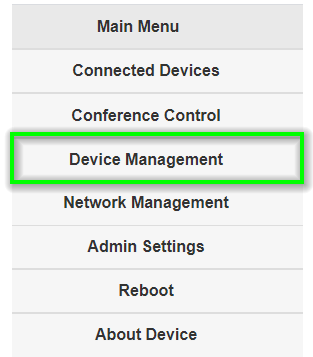 Main Menu
Connected Devices
Conference Control
Device Management
Network Management
Admin Settings
Reboot
About Device